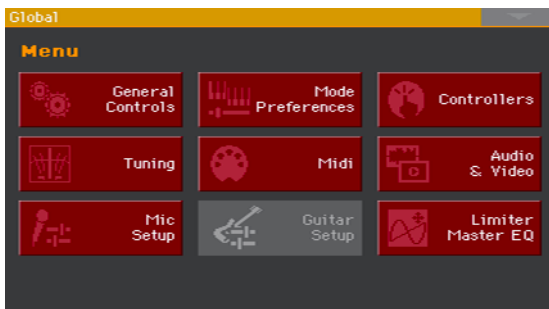 Global
Menu
General
Controls
Mode
Preferences
Controllers
Tuning
Midi
Audio
& Video
Mic
Setup
Guitar
Setup
Limiter
Master EQ